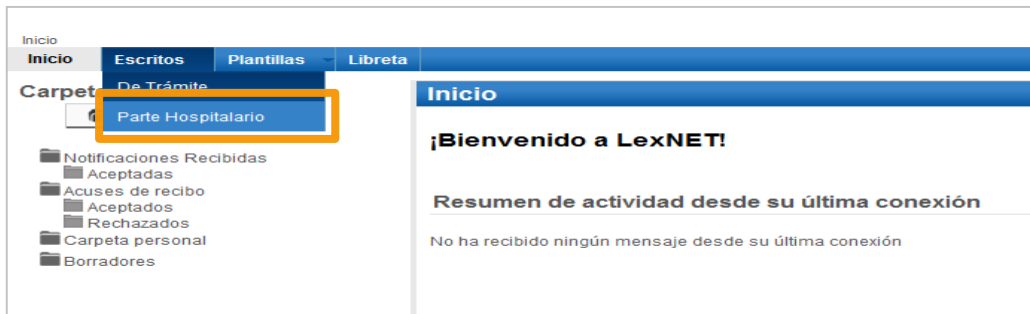 Inicio
Inicio Escritos Plantillas Libreta
De Trámite
Parte Hospitalario
Notificaciones Recibidas
Aceptadas
Acuses de recibo
Aceptados
Rechazados
Carpeta personal
Borradores
Inicio
¡Bienvenido a LexNET!
Resumen de actividad desde su última conexión
No ha recibido ningún mensaje desde su última conexión